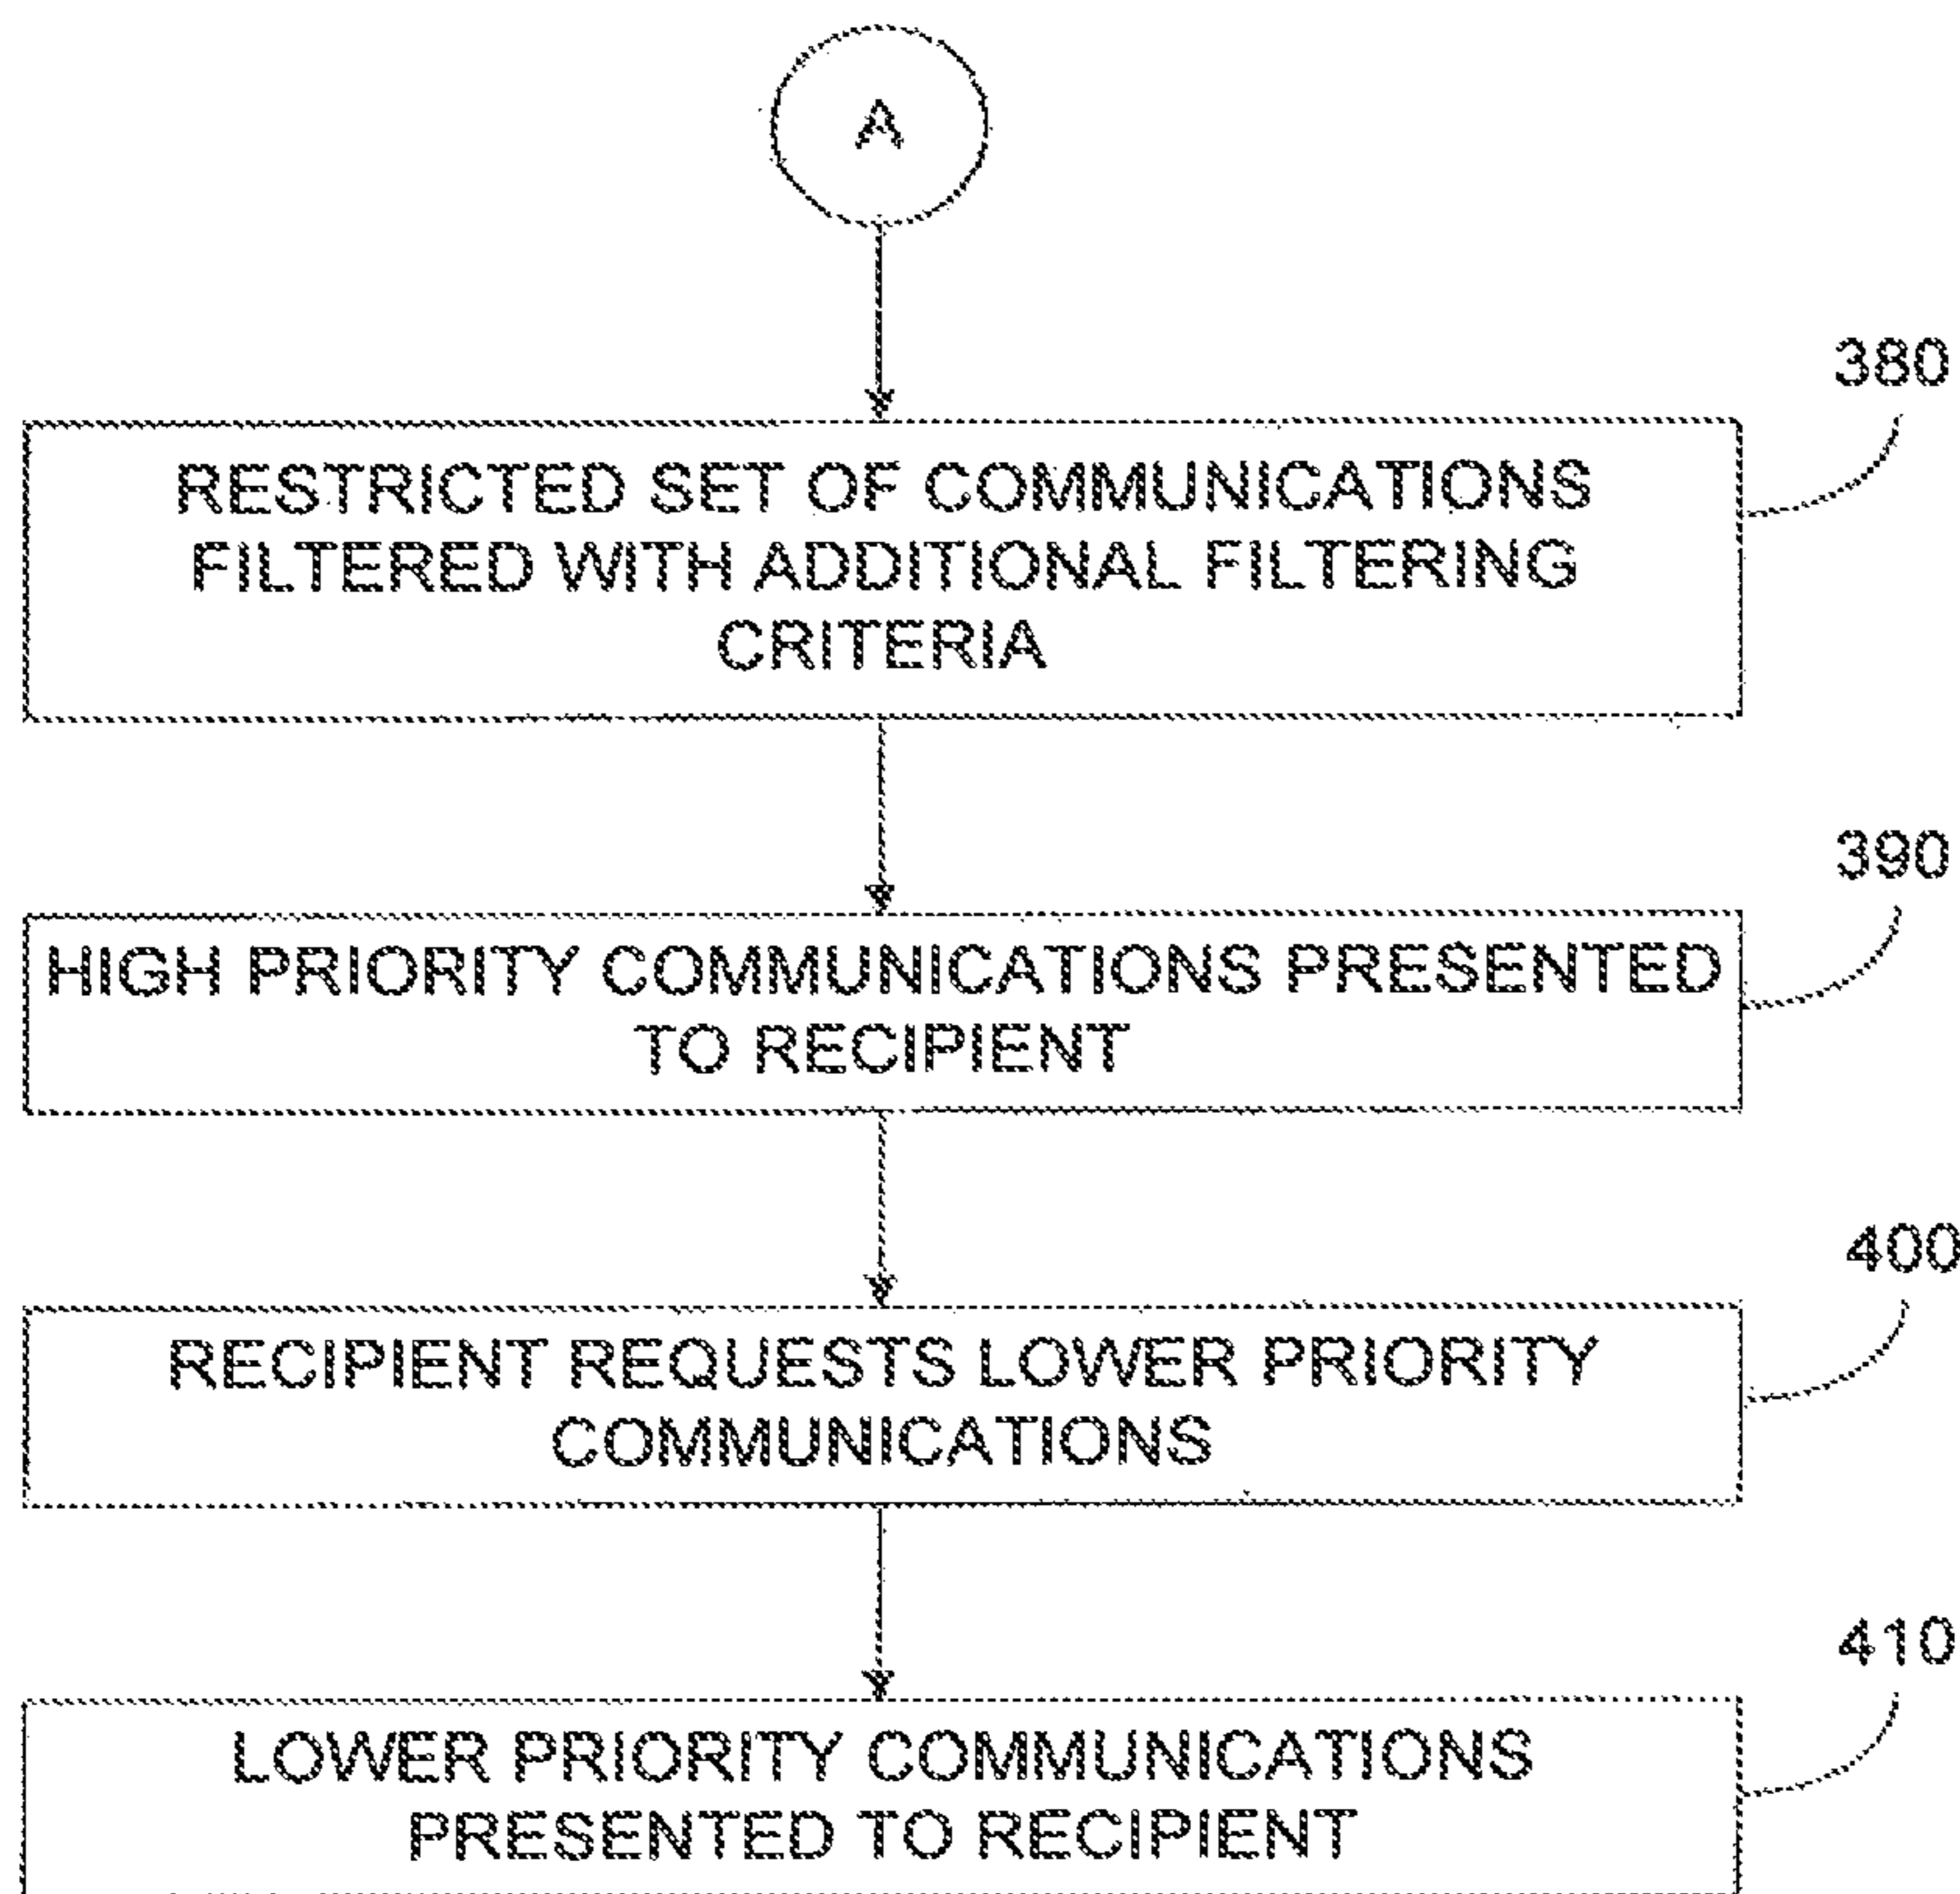 A
380
RESTRICTED SET OF COMMUNICATIONS
FILTERED WITH ADDITIONAL FILTERING
CRITERIA
390
HIGH PRIORITY COMMUNICATIONS PRESENTED
TO RECIPIENT
400
RECIPIENT REQUESTS LOWER PRIORITY
COMMUNICATIONS
410
LOWER PRIORITY COMMUNICATIONS
PRESENTED TO RECIPIENT